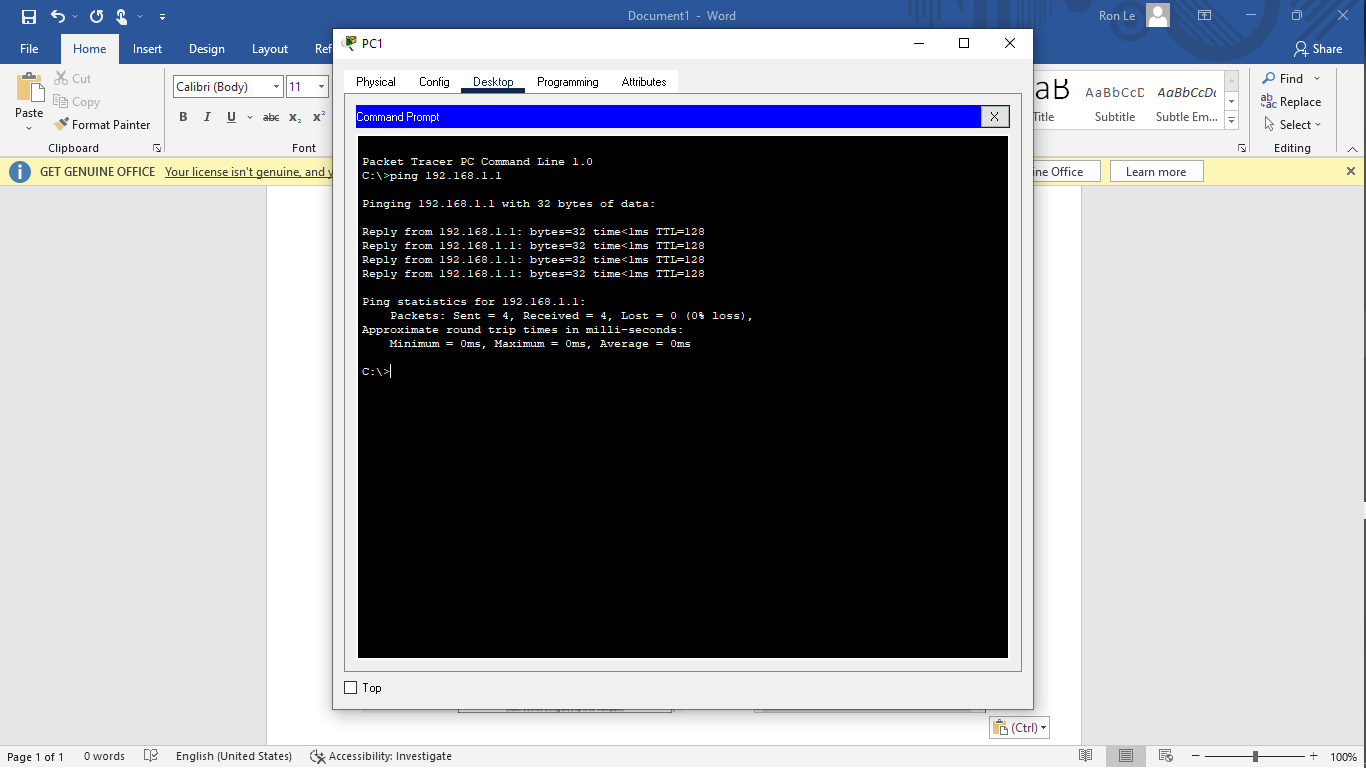 Document1 - Word
Ron Le
File
Home
Insert
Design
Layout
Ref
Share
Paste
Cut
Copy
Format Painter
Clipboard
Calibri (Body)
11
B I U abc x₂ x²
Font
aB
Title
AaBbCcD
Subtitle
AaBbCcDc
Subtle Em...
Find
Replace
Select
Editing
GET GENUINE OFFICE
Your license isn't genuine, and y
ne Office
Learn more
PC1
Physical
Config
Desktop
Programming
Attributes
Command Prompt
X
Packet Tracer PC Command Line 1.0
C:\>ping 192.168.1.1
Pinging 192.168.1.1 with 32 bytes of data:
Reply from 192.168.1.1: bytes=32 time<1ms TTL=128
Reply from 192.168.1.1: bytes=32 time<1ms TTL=128
Reply from 192.168.1.1: bytes=32 time<1ms TTL=128
Reply from 192.168.1.1: bytes=32 time<1ms TTL=128
Ping statistics for 192.168.1.1:
Packets: Sent = 4, Received = 4, Lost = 0 (0% loss),
Approximate round trip times in milli-seconds:
Minimum = 0ms, Maximum = 0ms, Average = 0ms
C:\>
Top
(Ctrl)
Page 1 of 1
0 words
English (United States)
Accessibility: Investigate
100%